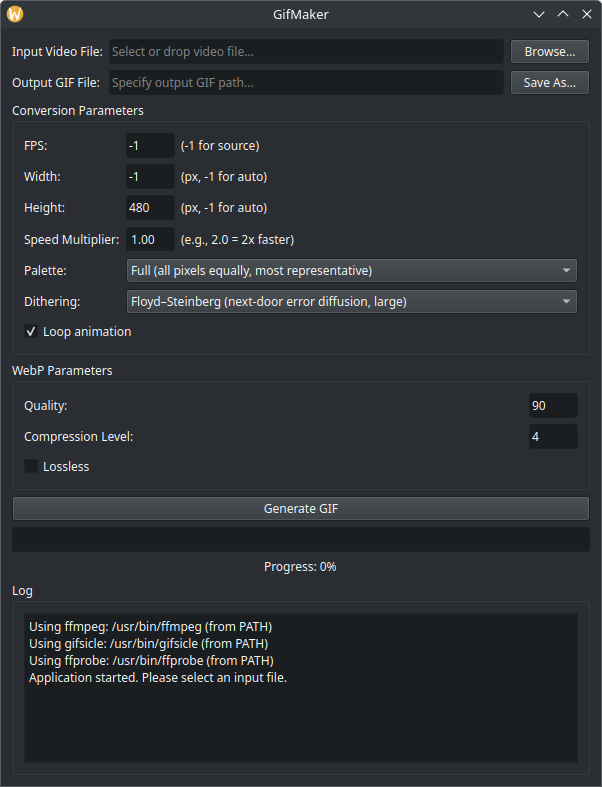 GifMaker
Input Video File: Select or drop video file... Browse...
Output GIF File: Specify output GIF path... Save As...
Conversion Parameters
FPS: -1 (-1 for source)
Width: -1 (px, -1 for auto)
Height: 480 (px, -1 for auto)
Speed Multiplier: 1.00 (e.g., 2.0 = 2x faster)
Palette: Full (all pixels equally, most representative)
Dithering: Floyd–Steinberg (next-door error diffusion, large)
Loop animation
WebP Parameters
Quality: 90
Compression Level: 4
Lossless
Generate GIF
Progress: 0%
Log
Using ffmpeg: /usr/bin/ffmpeg (from PATH)
Using gifsicle: /usr/bin/gifsicle (from PATH)
Using ffprobe: /usr/bin/ffprobe (from PATH)
Application started. Please select an input file.